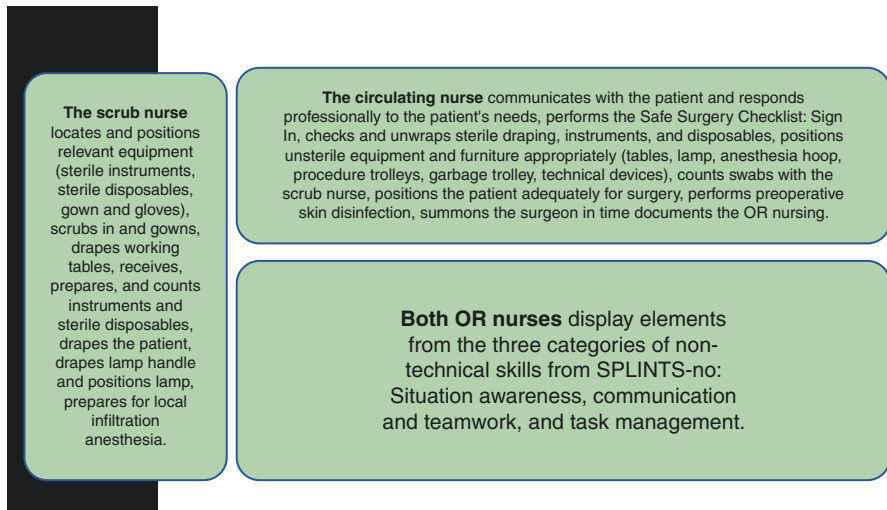 The scrub nurse
locates and positions
relevant equipment
(sterile instruments,
sterile disposables,
gown and gloves),
scrubs in and gowns,
drapes working
tables, receives,
prepares, and counts
instruments and
sterile disposables,
drapes the patient,
drapes lamp handle
and positions lamp,
prepares for local
infiltration
anesthesia.
The circulating nurse communicates with the patient and responds
professionally to the patient's needs, performs the Safe Surgery Checklist: Sign
In, checks and unwraps sterile draping, instruments, and disposables, positions
unsterile equipment and furniture appropriately (tables, lamp, anesthesia hoop,
procedure trolleys, garbage trolley, technical devices), counts swabs with the
scrub nurse, positions the patient adequately for surgery, performs preoperative
skin disinfection, summons the surgeon in time documents the OR nursing.
Both OR nurses display elements
from the three categories of non-
technical skills from SPLINTS-no:
Situation awareness, communication
and teamwork, and task management.